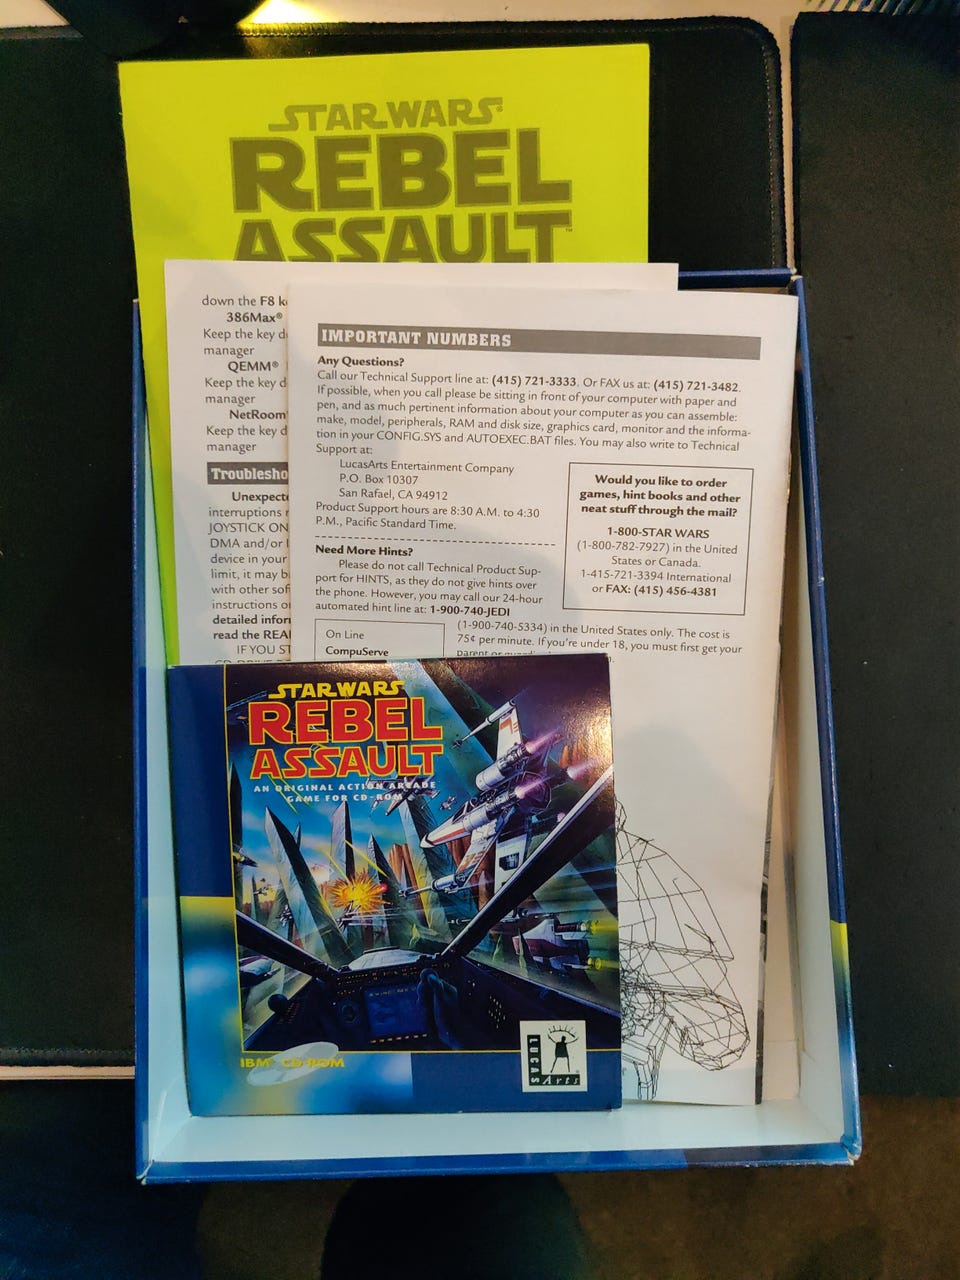 STAR WARS®
REBEL
ASSAULT™
down the F8 k
386Max®
Keep the key d
manager
QEMM®
Keep the key d
manager
NetRoom
Keep the key d
manager
Troublesho
Unexpect
interruptions
JOYSTICK ON
DMA and/or
device in your
limit, it may b
with other sof
instructions o
detailed infor
read the REA
IF YOU ST
IMPORTANT NUMBERS
Any Questions?
Call our Technical Support line at: (415) 721-3333. Or FAX us at: (415) 721-3482.
If possible, when you call please be sitting in front of your computer with paper and
pen, and as much pertinent information about your computer as you can assemble:
make, model, peripherals, RAM and disk size, graphics card, monitor and the informa-
tion in your CONFIG.SYS and AUTOEXEC.BAT files. You may also write to Technical
Support at:
LucasArts Entertainment Company
P.O. Box 10307
San Rafael, CA 94912
Product Support hours are 8:30 A.M. to 4:30
P.M., Pacific Standard Time.
Would you like to order
games, hint books and other
neat stuff through the mail?
1-800-STAR WARS
(1-800-782-7927) in the United
States or Canada.
1-415-721-3394 International
or FAX: (415) 456-4381
Need More Hints?
Please do not call Technical Product Sup-
port for HINTS, as they do not give hints over
the phone. However, you may call our 24-hour
automated hint line at: 1-900-740-JEDI
(1-900-740-5334) in the United States only. The cost is
75¢ per minute. If you're under 18, you must first get your
parent or
On Line
CompuServe
STAR WARS
REBEL
ASSAULT
AN ORIGINAL ACTION ARCADE
GAME FOR CD-ROM
IBM® CD-ROM
LUCAS
Arts